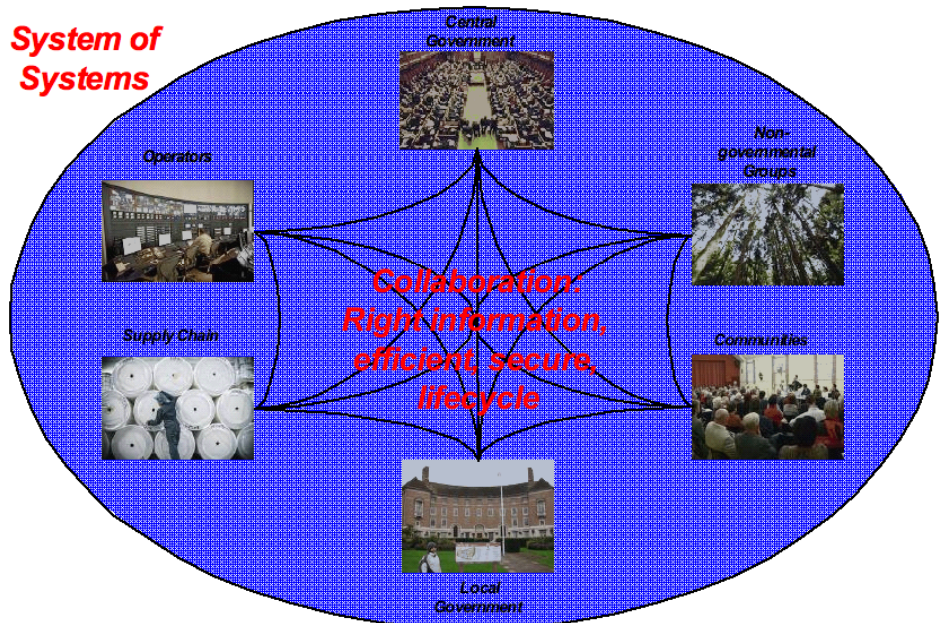 System of
Systems
Central
Government
Non-
governmental
Groups
Operators
Collaboration:
Right information,
efficient, secure,
lifecycle
Supply Chain
Communities
Local
Government